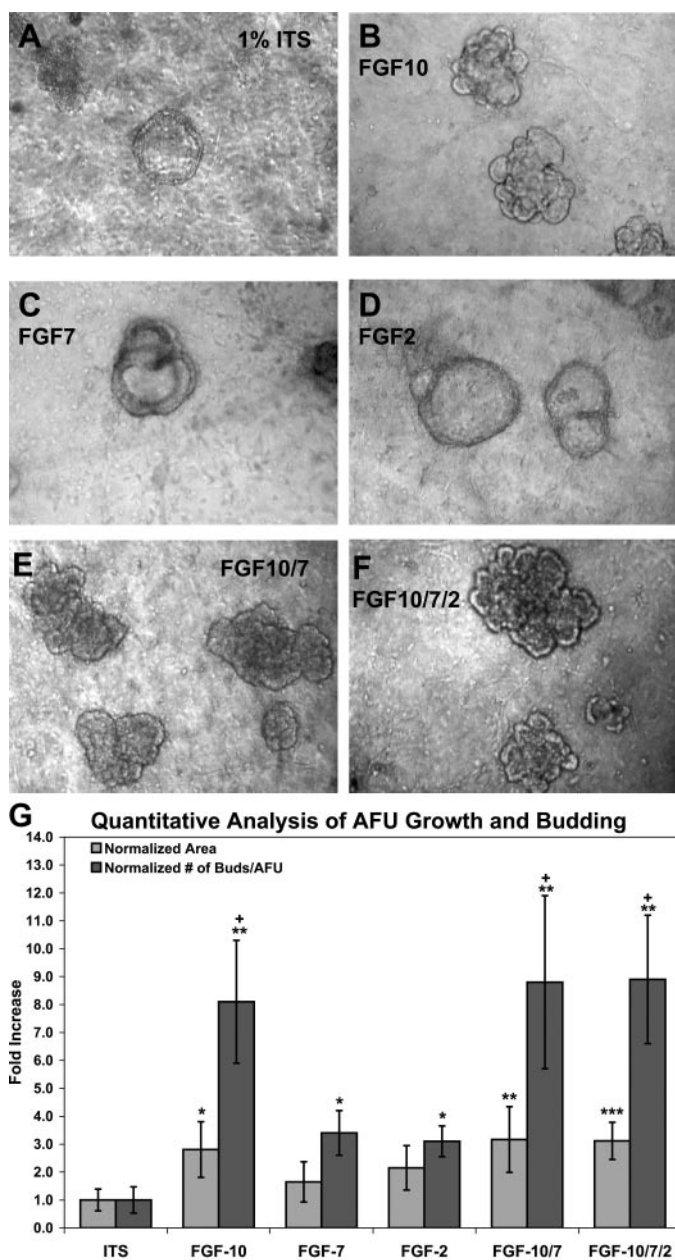 A
1% ITS
B
FGF10
C
FGF7
D
FGF2
E
FGF10/7
F
FGF10/7/2
G
Quantitative Analysis of AFU Growth and Budding
Normalized Area
Normalized # of Buds/AFU
Fold Increase
14.0
13.0
12.0
11.0
10.0
9.0
8.0
7.0
6.0
5.0
4.0
3.0
2.0
1.0
0.0
*
+
**
*
*
**
+
**
***
+
**
ITS
FGF-10
FGF-7
FGF-2
FGF-10/7
FGF-10/7/2